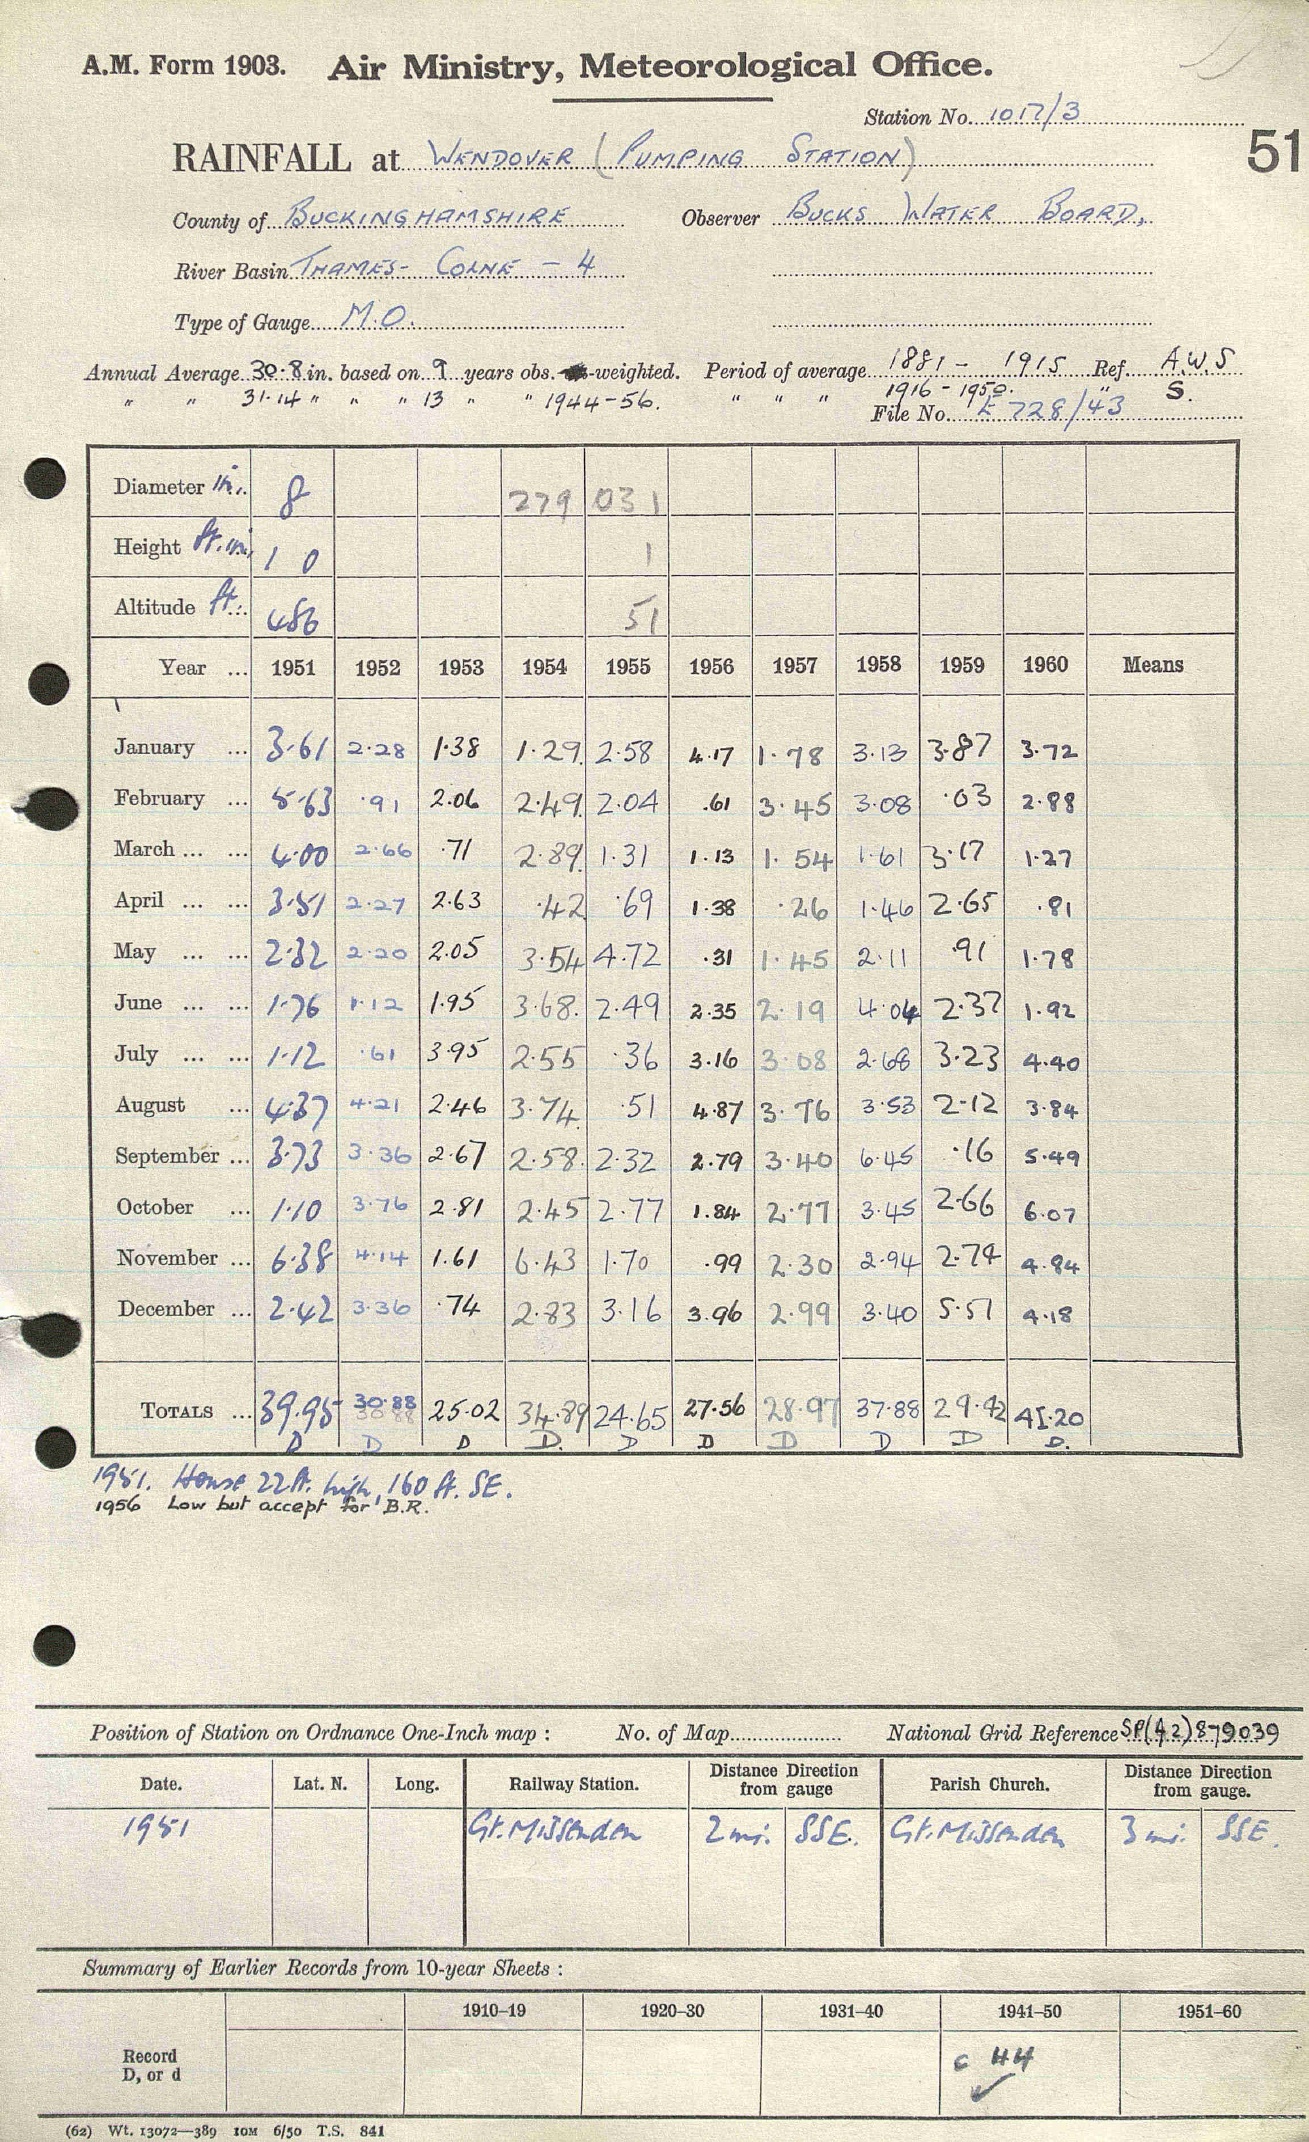 A.M. Form 1903. Air Ministry, Meteorological Office.
Station No. 1017/3
51
RAINFALL at WENDOVER (PUMPING STATION)
County of BUCKINGHAMSHIRE Observer BUCKS WATER BOARD,
River Basin THAMES - COLNE - 4
Type of Gauge M.O.
Annual Average 30.8 in. based on 9 years obs. -weighted. Period of average 1881 - 1915 Ref. A.W.S
" " 31.14 " " " 13 " " 1944-56. " " " 1916-1950. " S.
File No. E 728/43
Diameter in. 8 279 031
Height ft. in. 1 0 1
Altitude ft. 486 51
Year ... 1951 1952 1953 1954 1955 1956 1957 1958 1959 1960 Means
January ... 3.61 2.28 1.38 1.29 2.58 4.17 1.78 3.13 3.87 3.72
February ... 5.63 .91 2.06 2.49 2.04 .61 3.45 3.08 .03 2.88
March ... ... 4.00 2.66 .71 2.89 1.31 1.13 1.54 1.61 3.17 1.27
April ... ... 3.51 2.27 2.63 .42 .69 1.38 .26 1.46 2.65 .81
May ... ... 2.32 2.20 2.05 3.54 4.72 .31 1.45 2.11 .91 1.78
June ... ... 1.76 1.12 1.95 3.68 2.49 2.35 2.19 4.04 2.37 1.92
July ... ... 1.12 .61 3.95 2.55 .36 3.16 3.08 2.68 3.23 4.40
August ... 4.37 4.21 2.46 3.74 .51 4.87 3.76 3.53 2.12 3.84
September ... 3.73 3.36 2.67 2.58 2.32 2.79 3.40 6.45 .16 5.49
October ... 1.10 3.76 2.81 2.45 2.77 1.84 2.77 3.45 2.66 6.07
November ... 6.38 4.14 1.61 6.43 1.70 .99 2.30 2.94 2.74 4.84
December ... 2.42 3.36 .74 2.83 3.16 3.96 2.99 3.40 5.51 4.18
TOTALS ... 39.95 30.88 25.02 34.89 24.65 27.56 28.97 37.88 29.42 41.20
30.88
D D D D. D D D D D D.
1951. House 22ft. high, 160 ft. SE.
1956 Low but accept for B.R.
Position of Station on Ordnance One-Inch map : No. of Map National Grid Reference SP(42)879039
Date. Lat. N. Long. Railway Station. Distance Direction from gauge Parish Church. Distance Direction from gauge.
1951 Gt. Missenden 2 mi. SSE. Gt. Missenden 3 mi. SSE.
Summary of Earlier Records from 10-year Sheets :
1910–19 1920–30 1931–40 1941–50 1951–60
Record
D, or d
c 44 ✓
(62) Wt. 13072—389 10M 6/50 T.S. 841